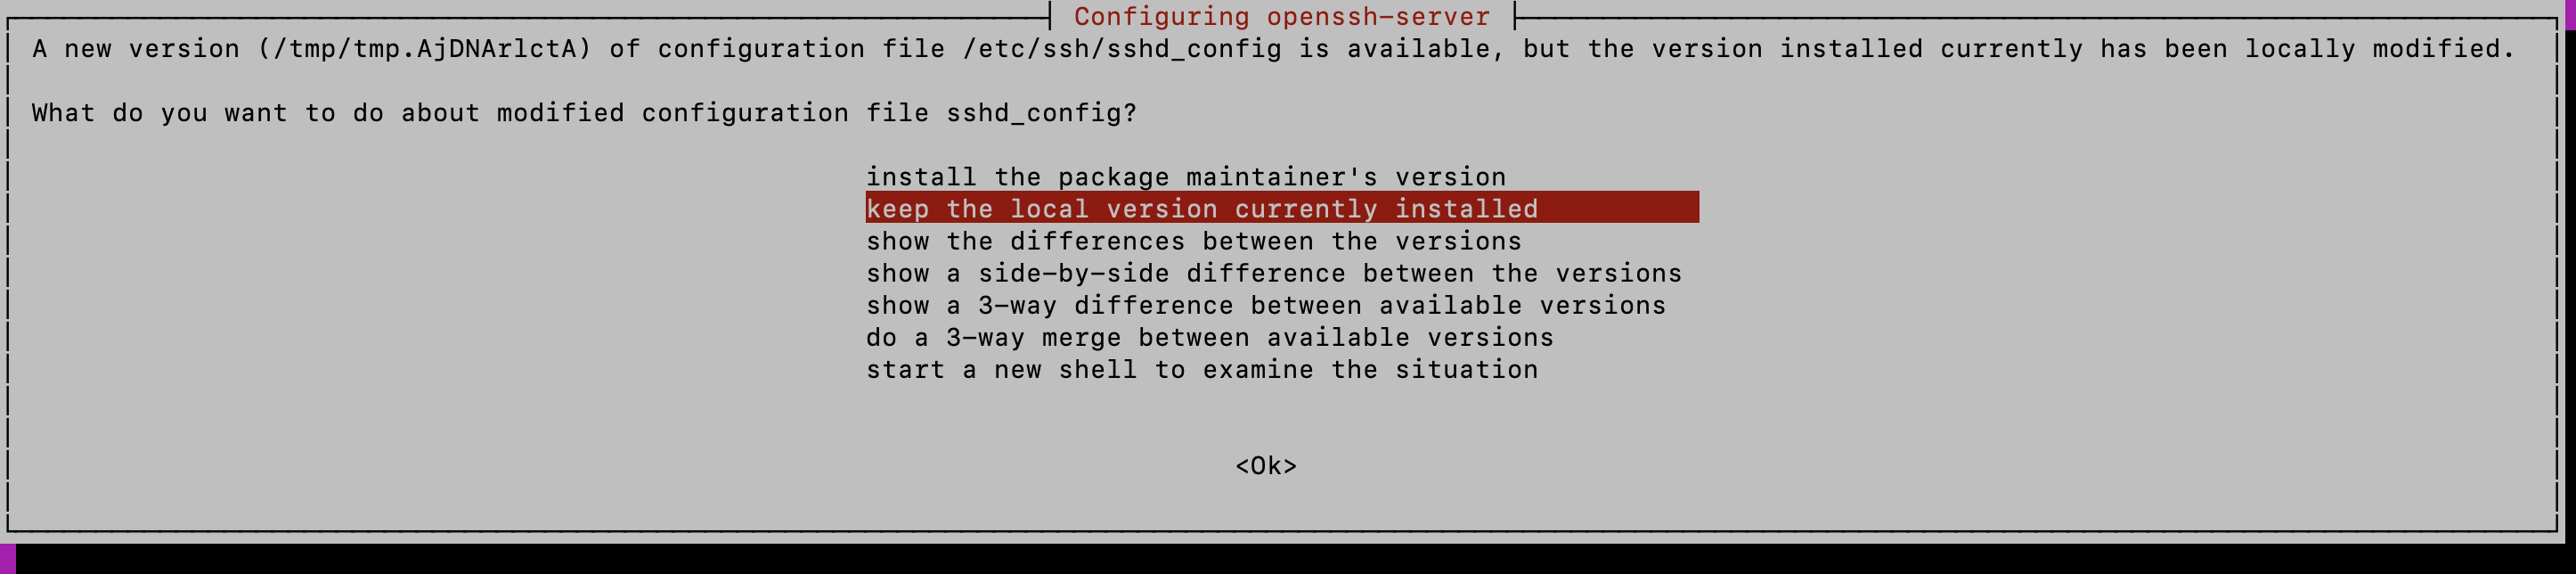 Configuring openssh-server
A new version (/tmp/tmp.AjDNArlctA) of configuration file /etc/ssh/sshd_config is available, but the version installed currently has been locally modified.
What do you want to do about modified configuration file sshd_config?
install the package maintainer's version
keep the local version currently installed
show the differences between the versions
show a side-by-side difference between the versions
show a 3-way difference between available versions
do a 3-way merge between available versions
start a new shell to examine the situation
<Ok>